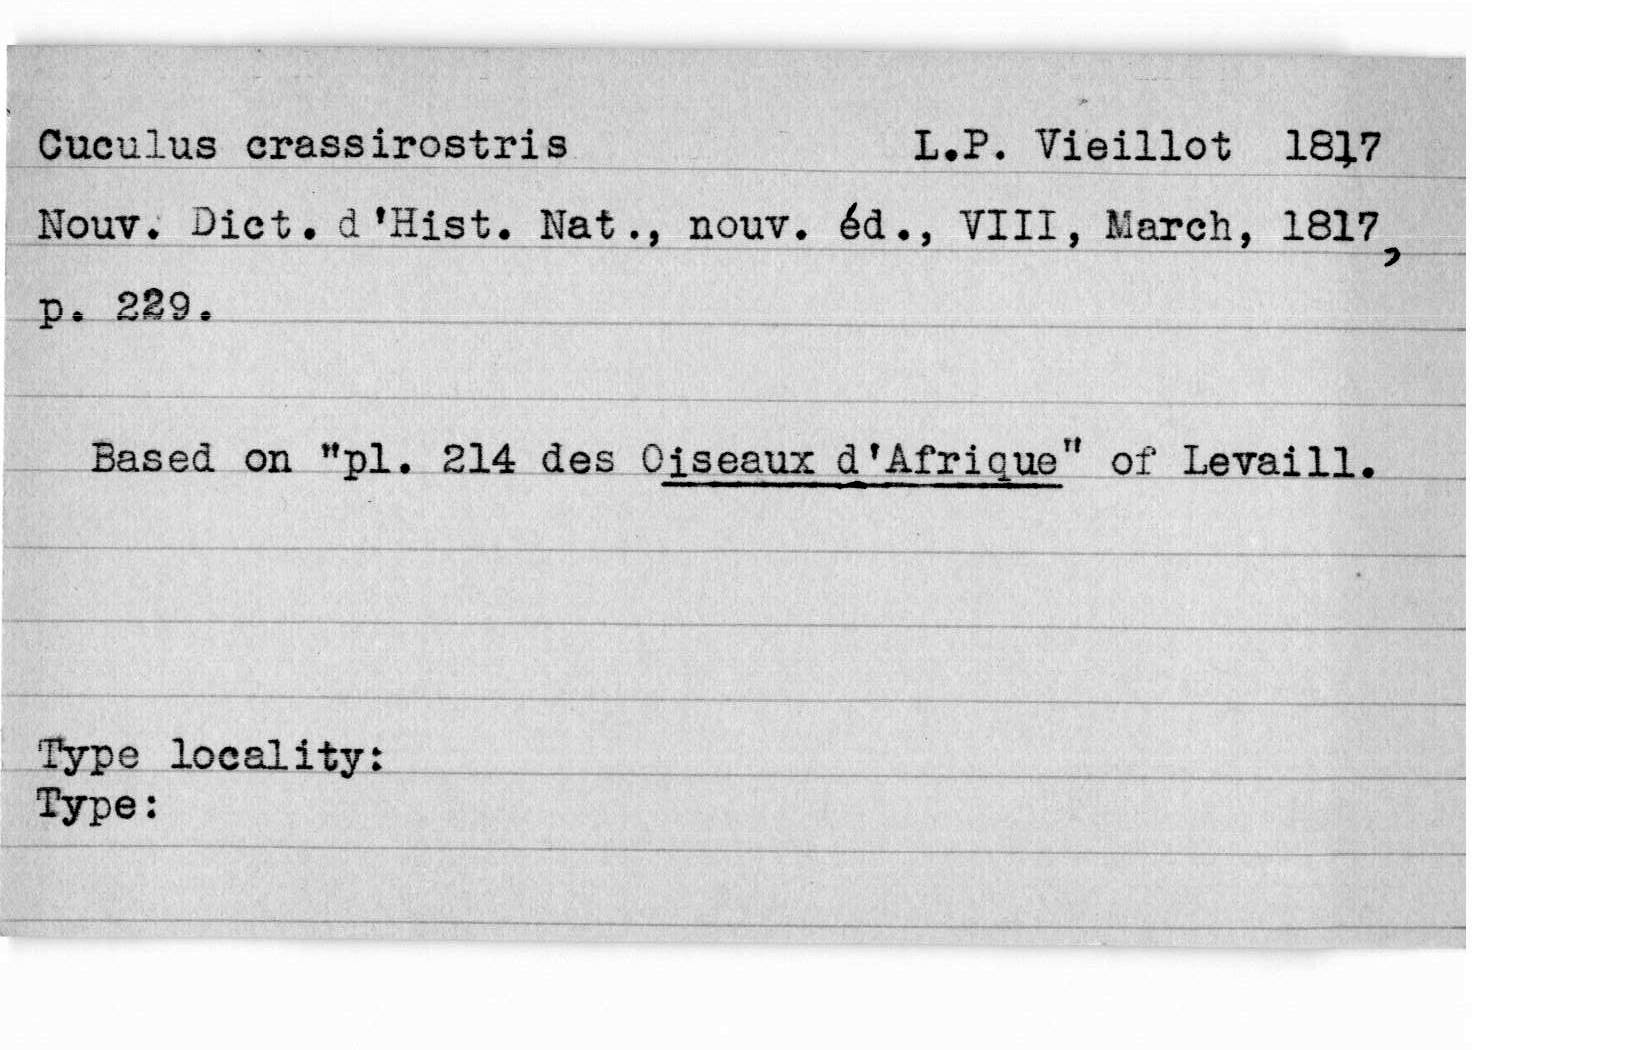 Cuculus crassirostris L.P. Vieillot 1817
Nouv. Dict. d'Hist. Nat., nouv. éd., VIII, March, 1817,
p. 229.
Based on "pl. 214 des Oiseaux d'Afrique" of Levaill.
Type locality:
Type: